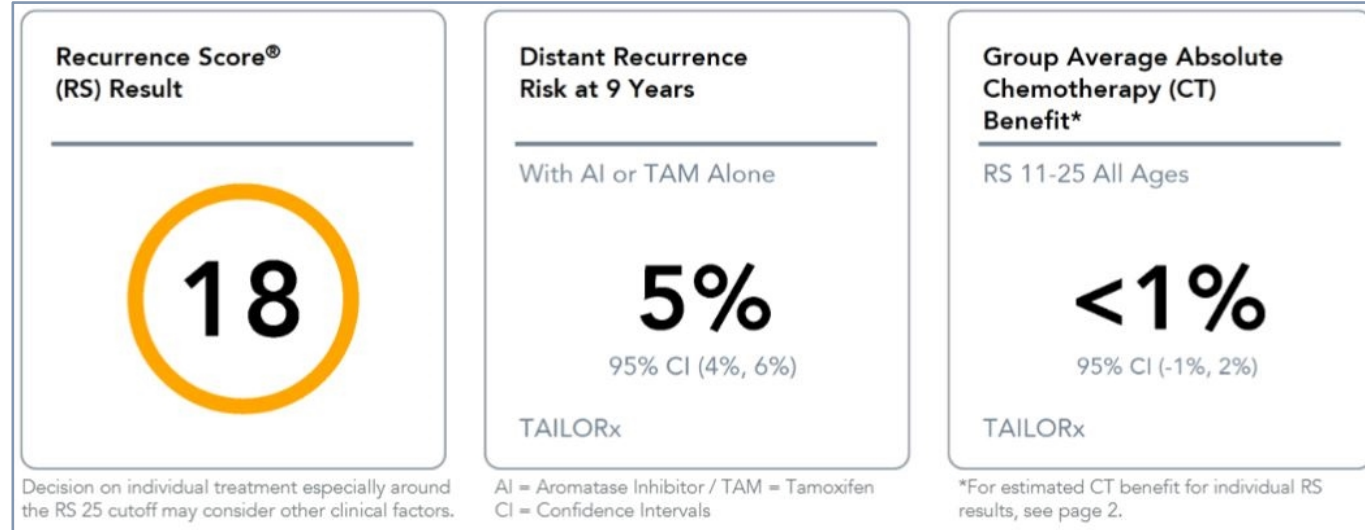 Recurrence Score®
(RS) Result
18
Decision on individual treatment especially around
the RS 25 cutoff may consider other clinical factors.
Distant Recurrence
Risk at 9 Years
With AI or TAM Alone
5%
95% CI (4%, 6%)
TAILORx
AI = Aromatase Inhibitor / TAM = Tamoxifen
CI = Confidence Intervals
Group Average Absolute
Chemotherapy (CT)
Benefit*
RS 11-25 All Ages
<1%
95% CI (-1%, 2%)
TAILORx
*For estimated CT benefit for individual RS
results, see page 2.